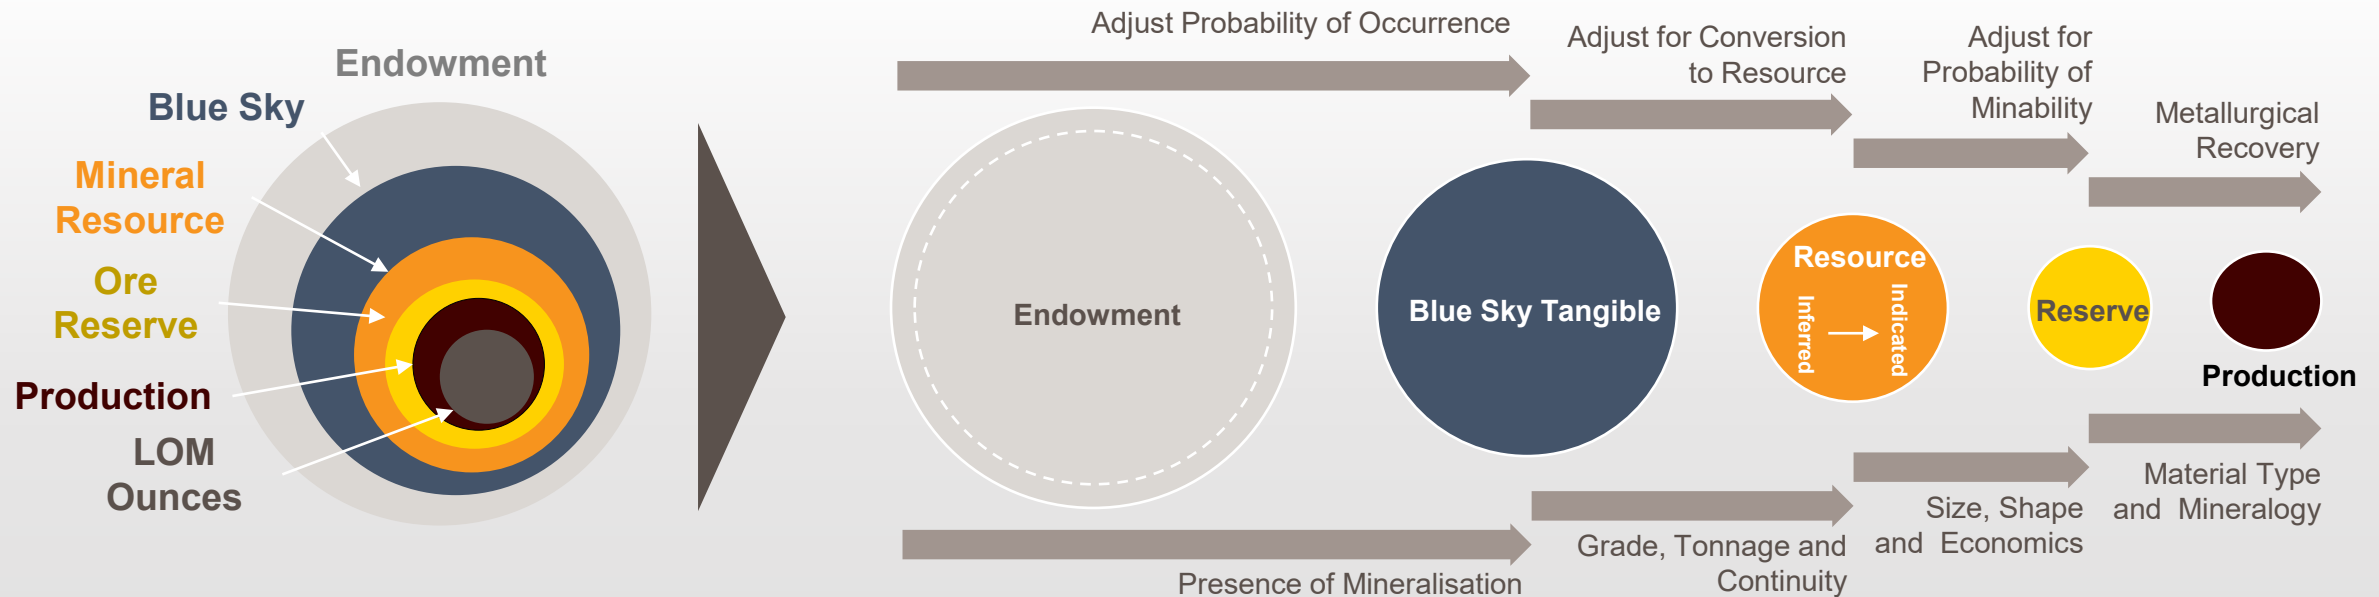 Endowment
Blue Sky
Mineral
Resource
Ore
Reserve
Production
LOM
Ounces
Adjust Probability of Occurrence
Adjust for Conversion
to Resource
Adjust for
Probability of
Minability
Metallurgical
Recovery
Endowment
Blue Sky Tangible
Resource
Inferred
Indicated
Reserve
Production
Presence of Mineralisation
Grade, Tonnage and
Continuity
Size, Shape
and Economics
Material Type
and Mineralogy